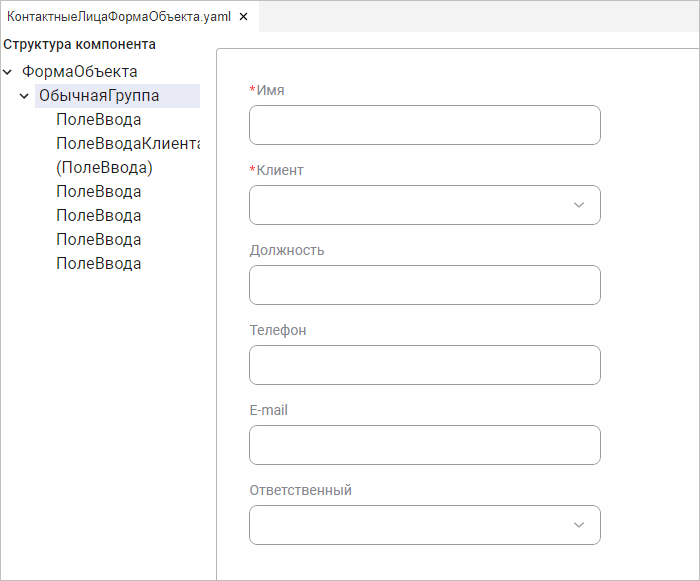 КонтактныеЛицаФормаОбъекта.yaml
Структура компонента
ФормаОбъекта
ОбычнаяГруппа
ПолеВвода
ПолеВводаКлиента
(ПолеВвода)
ПолеВвода
ПолеВвода
ПолеВвода
ПолеВвода
*Имя
*Клиент
Должность
Телефон
E-mail
Ответственный